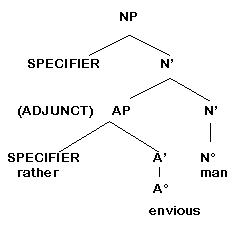 NP
SPECIFIER N’
(ADJUNCT) AP N’
SPECIFIER A’ N°
rather man
A°
envious